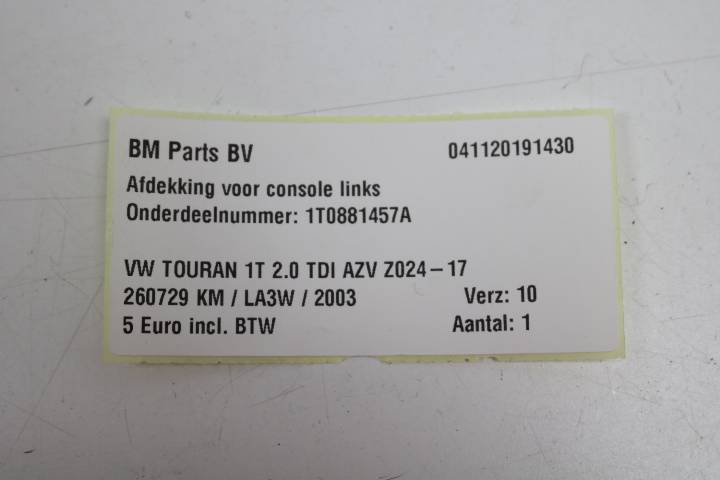 BM Parts BV 041120191430
Afdekking voor console links
Onderdeelnummer: 1T0881457A
VW TOURAN 1T 2.0 TDI AZV Z024-17
260729 KM / LA3W / 2003 Verz: 10
5 Euro incl. BTW Aantal: 1